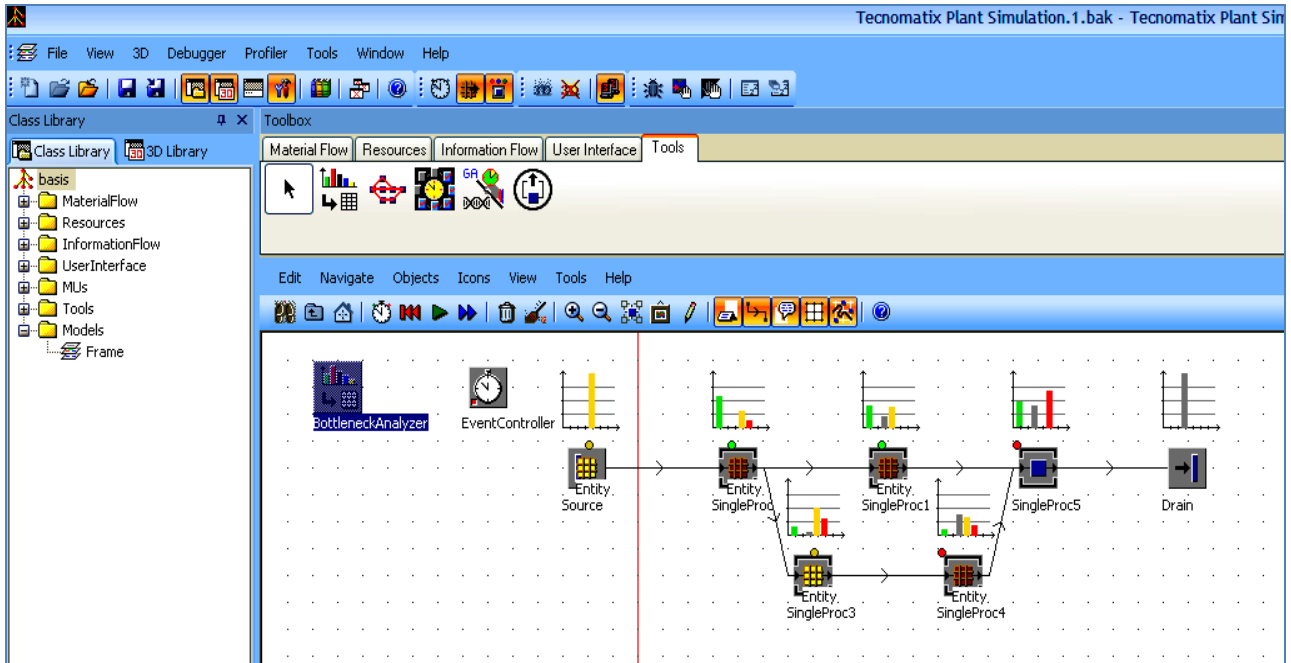 Tecnomatix Plant Simulation.1.bak - Tecnomatix Plant Sim
File View 3D Debugger Profiler Tools Window Help
Class Library
Toolbox
Class Library 3D Library
Material Flow Resources Information Flow User Interface Tools
basis
MaterialFlow
Resources
InformationFlow
UserInterface
MUs
Tools
Models
Frame
GA
Edit Navigate Objects Icons View Tools Help
BottleneckAnalyzer EventController
Entity. Entity. Entity.
Source SingleProc SingleProc1 SingleProc5 Drain
Entity. Entity.
SingleProc3 SingleProc4